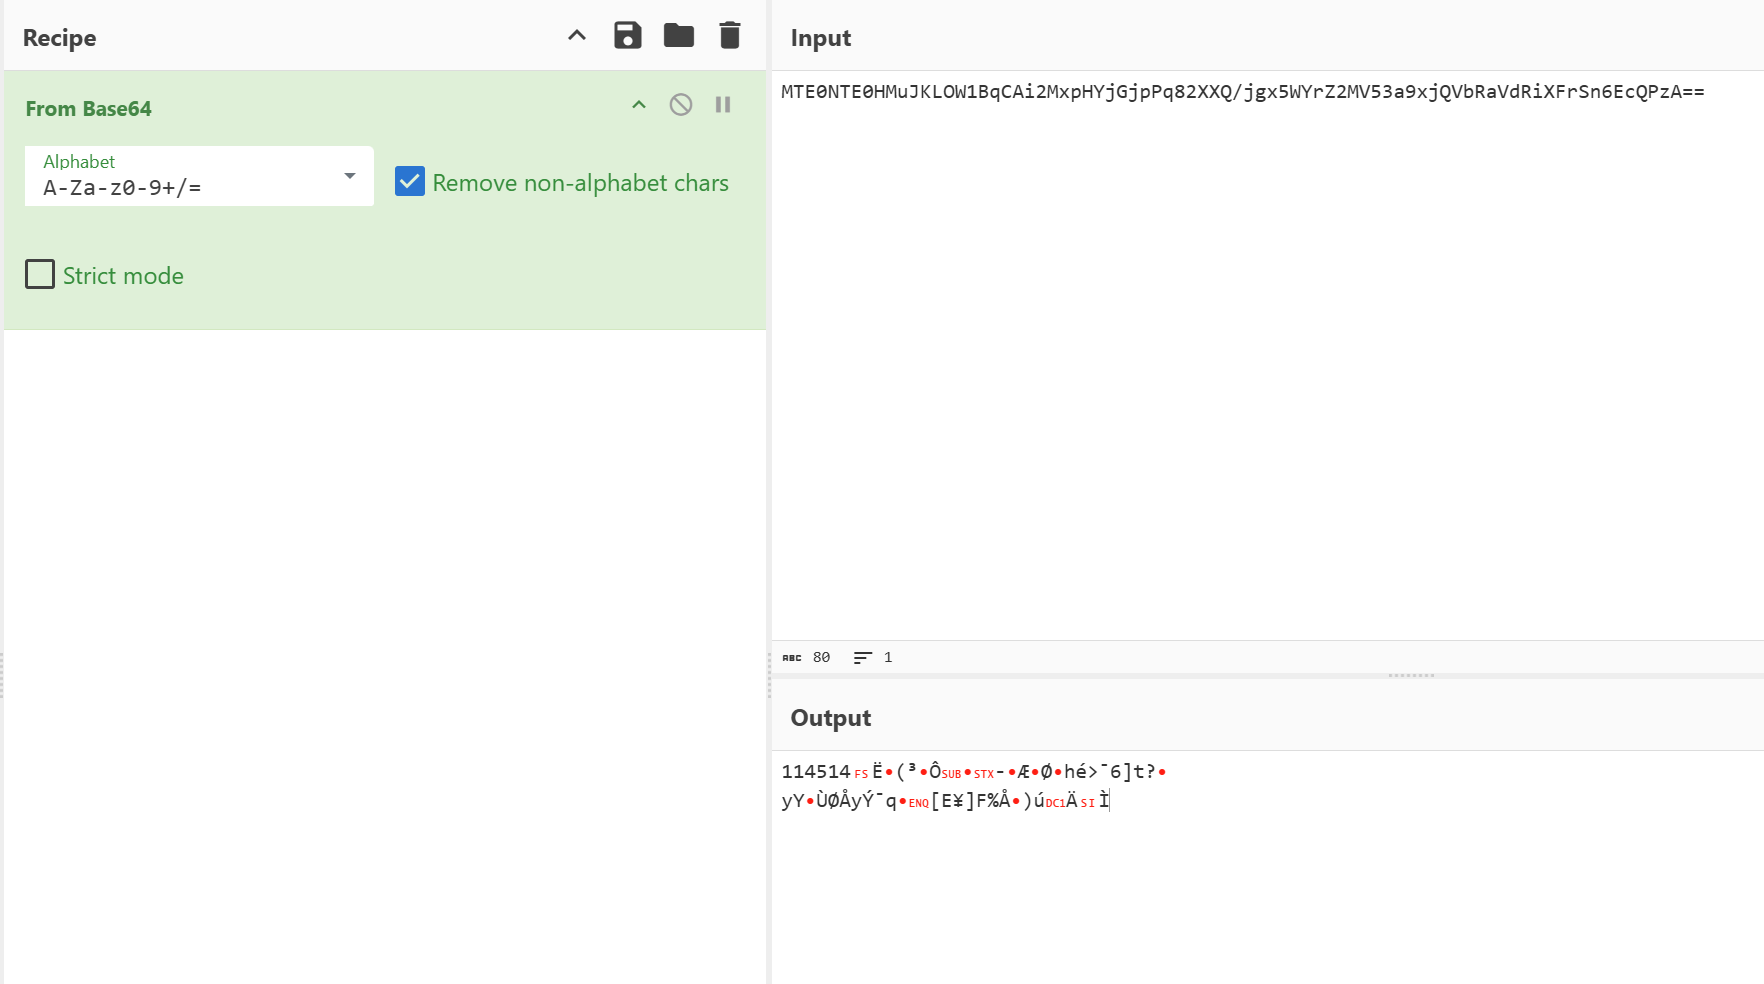 Recipe
From Base64
Alphabet
A-Za-z0-9+/=
Remove non-alphabet chars
Strict mode
Input
MTE0NTE0HMuJKLOW1BqCAi2MxpHYjGjpPq82XXQ/jgx5WYrZ2MV53a9xjQVbRaVdRiXFrSn6EcQPzA==
ABC 80 1
Output
114514FSË•(³•ÔSUB•STX-•Æ•Ø•hé>¯6]t?•
yY•ÙØÅyÝ¯q•ENQ[E¥]F%Å•)úDC1ÄSIÌ